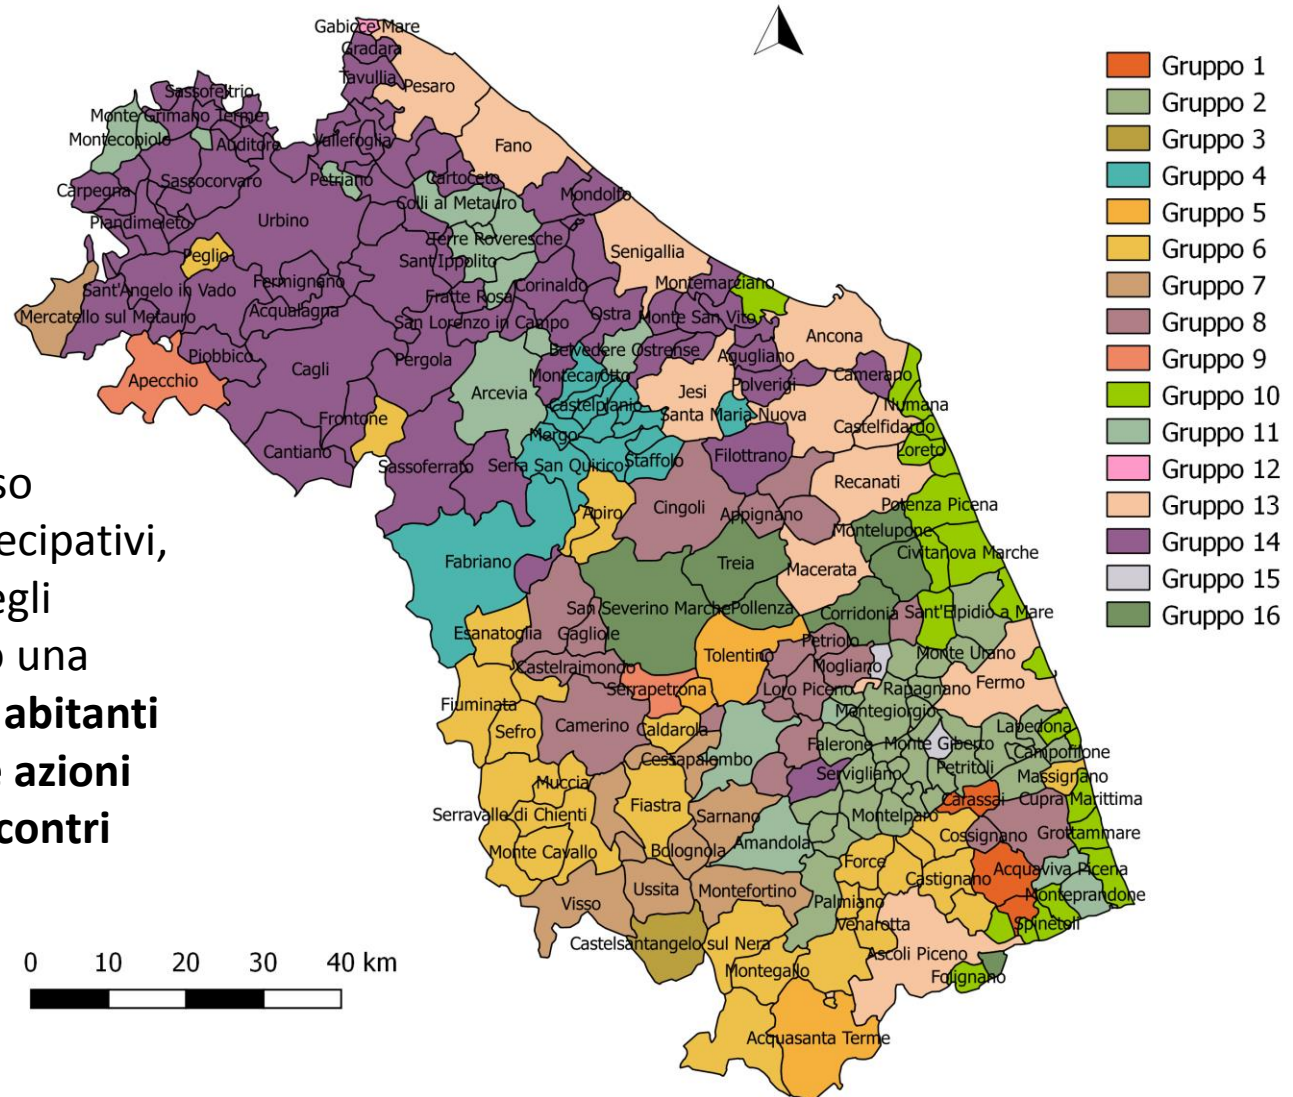 Gabicce Mare
Gradara
Tavullia
Pesaro
Sassofeltrio
Monte Grimano Terme
Montecopiolo
Auditore
Vallefoglia
Fano
Sassocorvaro
Petriano
Cartoceto
Carpegna
Colli al Metauro
Mondolfo
Piandimeleto
Urbino
Terre Roveresche
Senigallia
Peglio
Sant'Ippolito
Sant'Angelo in Vado
Fermignano
Corinaldo
Montemarciano
Fratte Rosa
Mercatello sul Metauro
Acqualagna
San Lorenzo in Campo
Ostra
Monte San Vito
Ancona
Piobbico
Pergola
Belvedere Ostrense
Agugliano
Apecchio
Cagli
Montecarotto
Camerano
Arcevia
Jesi
Polverigi
Castelplanio
Numana
Frontone
Santa Maria Nuova
Castelfidardo
Mergo
Cantiano
Loreto
Sassoferrato
Serra San Quirico
Staffolo
Filottrano
Recanati
Cingoli
Potenza Picena
Apiro
Appignano
Montelupone
Fabriano
Treia
Civitanova Marche
Macerata
San Severino Marche
Pollenza
Corridonia
Sant'Elpidio a Mare
Esanatoglia
Gagliole
Petriolo
Castelraimondo
Tolentino
Mogliano
Monte Urano
Serrapetrona
Loro Piceno
Rapagnano
Fermo
Fiuminata
Montegiorgio
Sefro
Camerino
Caldarola
Lapedona
Falerone
Monte Giberto
Campofilone
Cessapalombo
Servigliano
Petritoli
Massignano
Muccia
Fiastra
Carassai
Cupra Marittima
Serravalle di Chienti
Sarnano
Montelparo
Cossignano
Grottammare
Monte Cavallo
Bolognola
Amandola
Force
Castignano
Acquaviva Picena
Ussita
Montefortino
Monteprandone
Visso
Palmiano
Venarotta
Spinetoli
Castelsantangelo sul Nera
Ascoli Piceno
Montegallo
Folignano
Acquasanta Terme
so
ecipativi,
egli
o una
abitanti
e azioni
contri
0 10 20 30 40 km
Gruppo 1
Gruppo 2
Gruppo 3
Gruppo 4
Gruppo 5
Gruppo 6
Gruppo 7
Gruppo 8
Gruppo 9
Gruppo 10
Gruppo 11
Gruppo 12
Gruppo 13
Gruppo 14
Gruppo 15
Gruppo 16